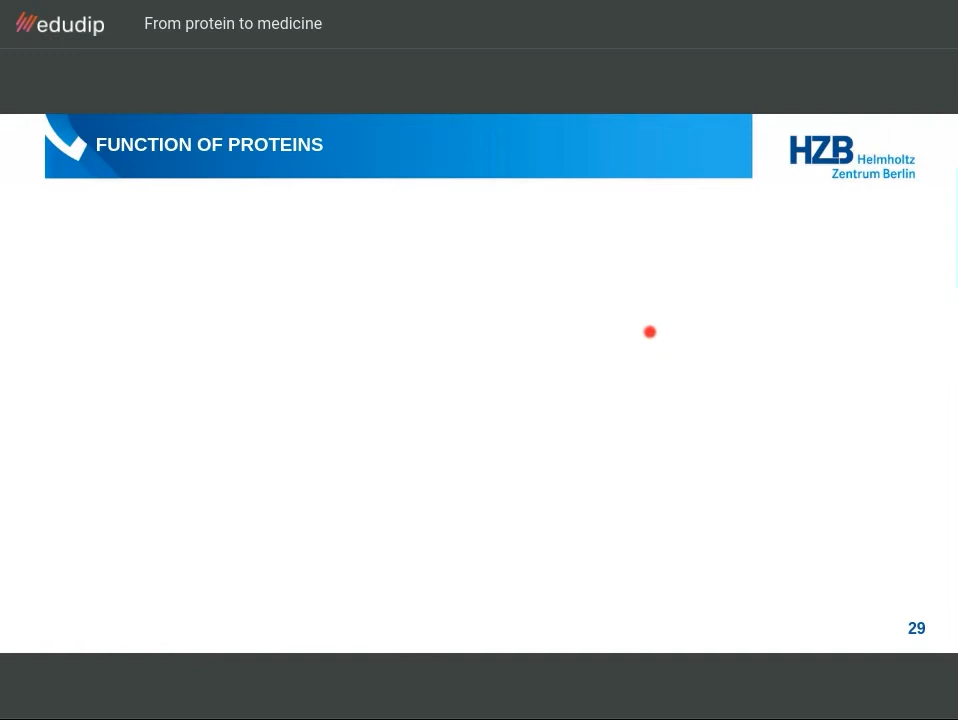 edudip
From protein to medicine
FUNCTION OF PROTEINS
HZB Helmholtz
Zentrum Berlin
29